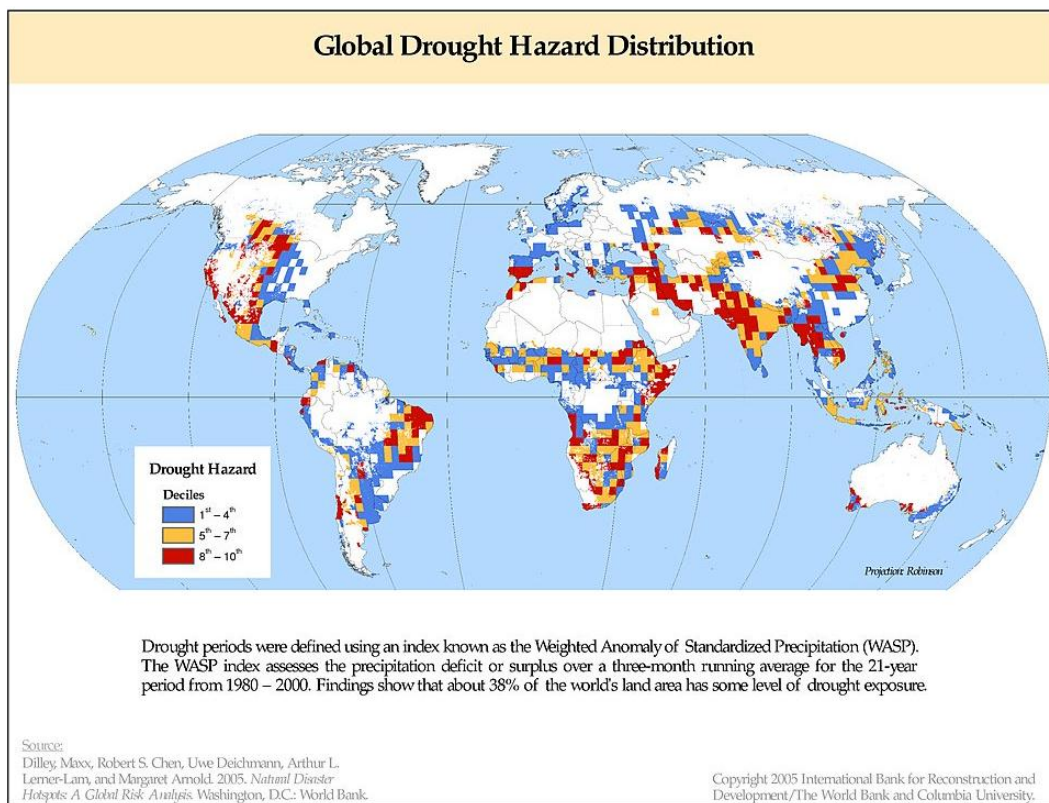 Global Drought Hazard Distribution
Drought Hazard
Deciles
1st – 4th
5th – 7th
8th – 10th
Projection: Robinson
Drought periods were defined using an index known as the Weighted Anomaly of Standardized Precipitation (WASP).
The WASP index assesses the precipitation deficit or surplus over a three-month running average for the 21-year
period from 1980 – 2000. Findings show that about 38% of the world's land area has some level of drought exposure.
Source:
Dilley, Maxx, Robert S. Chen, Uwe Deichmann, Arthur L.
Lerner-Lam, and Margaret Arnold. 2005. Natural Disaster
Hotspots: A Global Risk Analysis. Washington, D.C.: World Bank.
Copyright 2005 International Bank for Reconstruction and
Development/The World Bank and Columbia University.